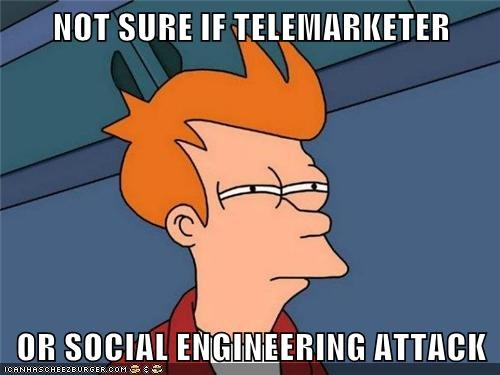 NOT SURE IF TELEMARKETER
OR SOCIAL ENGINEERING ATTACK
ICANHASCHEEZBURGER.COM